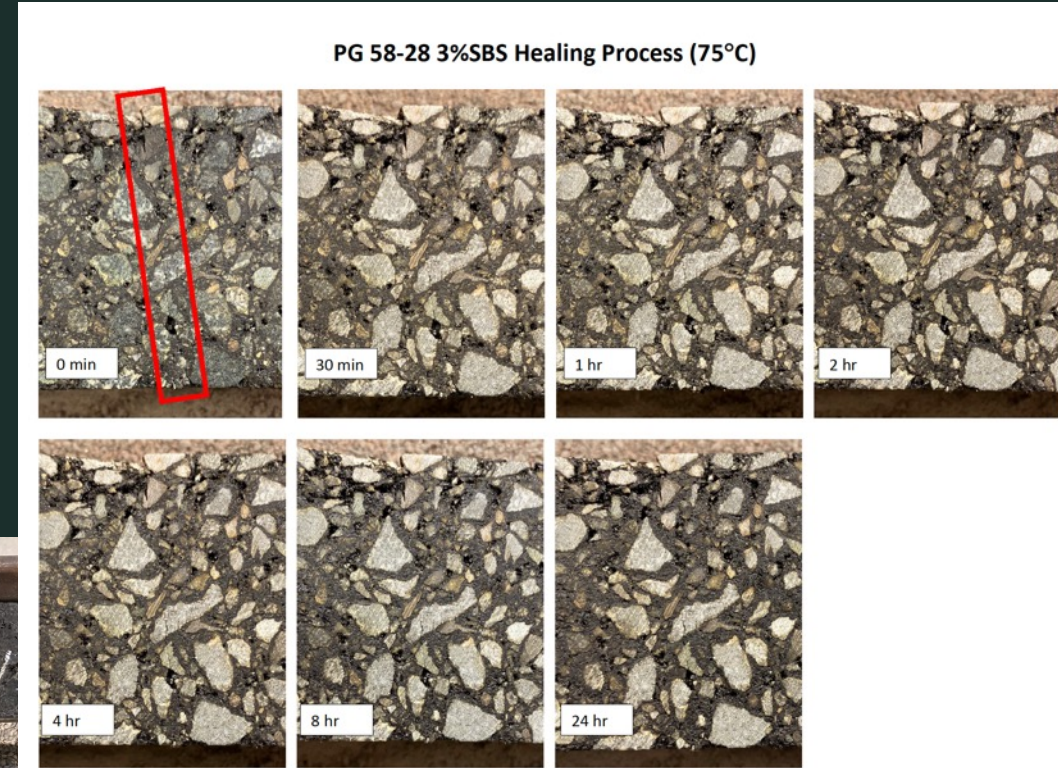 PG 58-28 3%SBS Healing Process (75°C)
0 min
30 min
1 hr
2 hr
4 hr
8 hr
24 hr